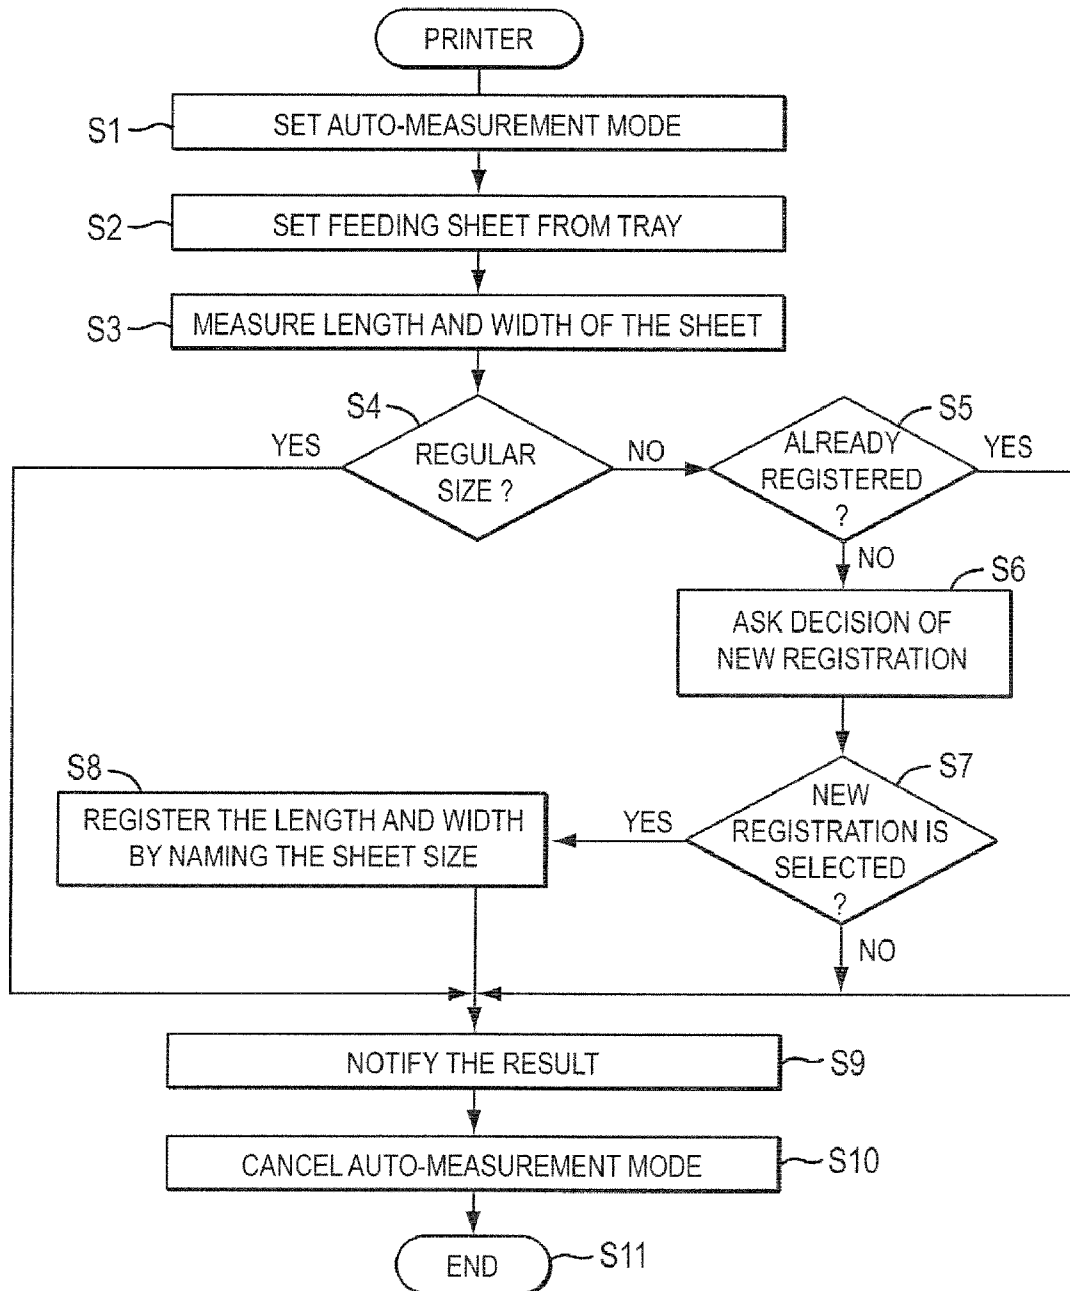 PRINTER
S1
SET AUTO-MEASUREMENT MODE
S2
SET FEEDING SHEET FROM TRAY
S3
MEASURE LENGTH AND WIDTH OF THE SHEET
S4
YES
REGULAR
SIZE ?
NO
S5
ALREADY
REGISTERED
?
YES
NO
S6
ASK DECISION OF
NEW REGISTRATION
S7
NEW
REGISTRATION IS
SELECTED
?
YES
NO
S8
REGISTER THE LENGTH AND WIDTH
BY NAMING THE SHEET SIZE
NOTIFY THE RESULT
S9
CANCEL AUTO-MEASUREMENT MODE
S10
END
S11